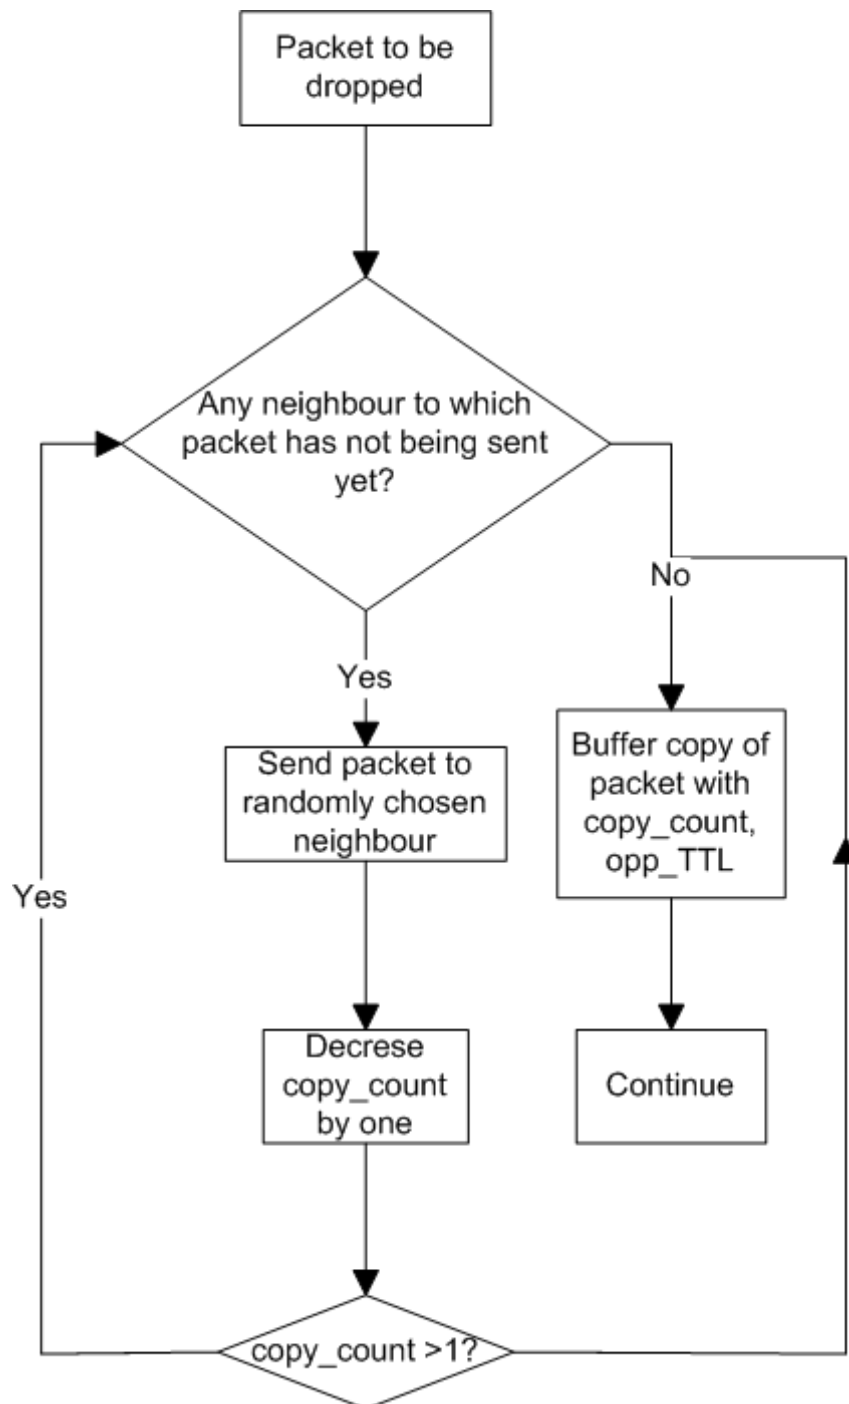 Packet to be
dropped
Any neighbour to which
packet has not being sent
yet?
No
Yes
Send packet to
randomly chosen
neighbour
Buffer copy of
packet with
copy_count,
opp_TTL
Yes
Decrese
copy_count
by one
Continue
copy_count >1?